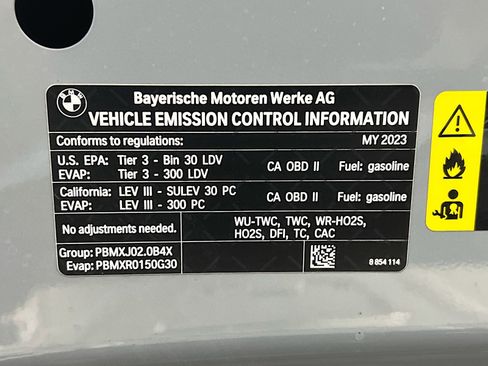 BMW
Bayerische Motoren Werke AG
VEHICLE EMISSION CONTROL INFORMATION
Conforms to regulations: MY 2023
U.S. EPA: Tier 3 - Bin 30 LDV CA OBD II Fuel: gasoline
EVAP: Tier 3 - 300 LDV
California: LEV III - SULEV 30 PC CA OBD II Fuel: gasoline
EVAP: LEV III - 300 PC
No adjustments needed. WU-TWC, TWC, WR-HO2S,
HO2S, DFI, TC, CAC
Group: PBMXJ02.0B4X
Evap: PBMXR0150G30 8 854 114